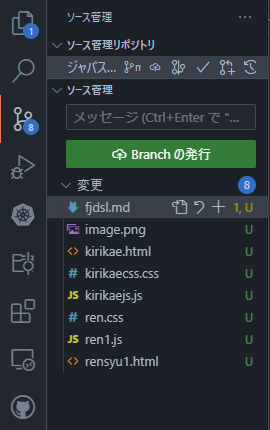 ソース管理
1
ソース管理リポジトリ
ジャバス...
8
ソース管理
メッセージ (Ctrl+Enter で "...
Branch の発行
変更 8
fjdsl.md 1, U
image.png U
kirikae.html U
kirikaecss.css U
JS kirikaejs.js U
# ren.css U
JS ren1.js U
rensyu1.html U